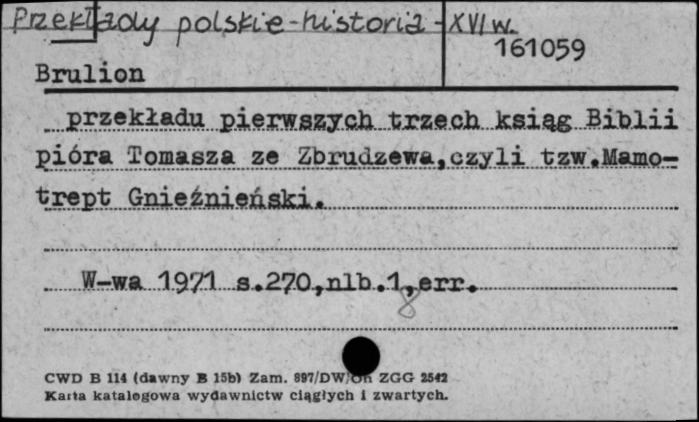 Przekłady polskie-historia-XVI w.
161059
Brulion
przekładu pierwszych trzech ksiąg Biblii
pióra Tomasza ze Zbrudzewa,czyli tzw.Mamo-
trept Gnieźnieński.
W-wa 1971 s.270,nlb.1,err.
8
CWD B 114 (dawny B 15b) Zam. 897/DW/Sn ZGG 2542
Karta katalogowa wydawnictw ciągłych i zwartych.